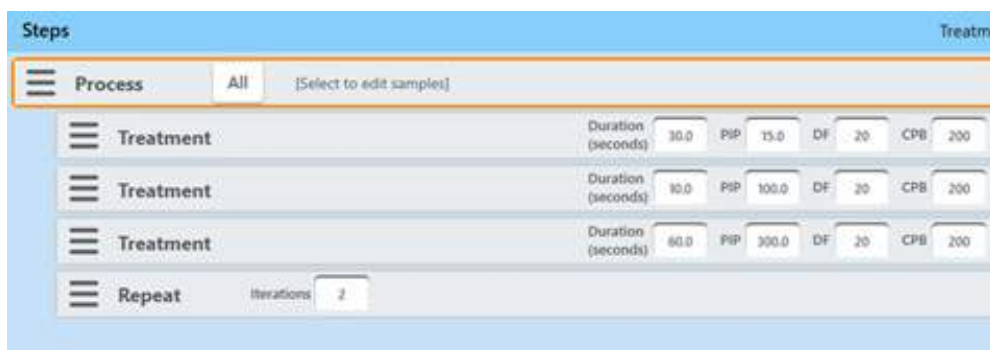 Steps Treatm
Process All [Select to edit samples]
Treatment Duration (seconds) 30.0 PIP 15.0 DF 20 CPB 200
Treatment Duration (seconds) 10.0 PIP 100.0 DF 20 CPB 200
Treatment Duration (seconds) 60.0 PIP 300.0 DF 20 CPB 200
Repeat Iterations 2